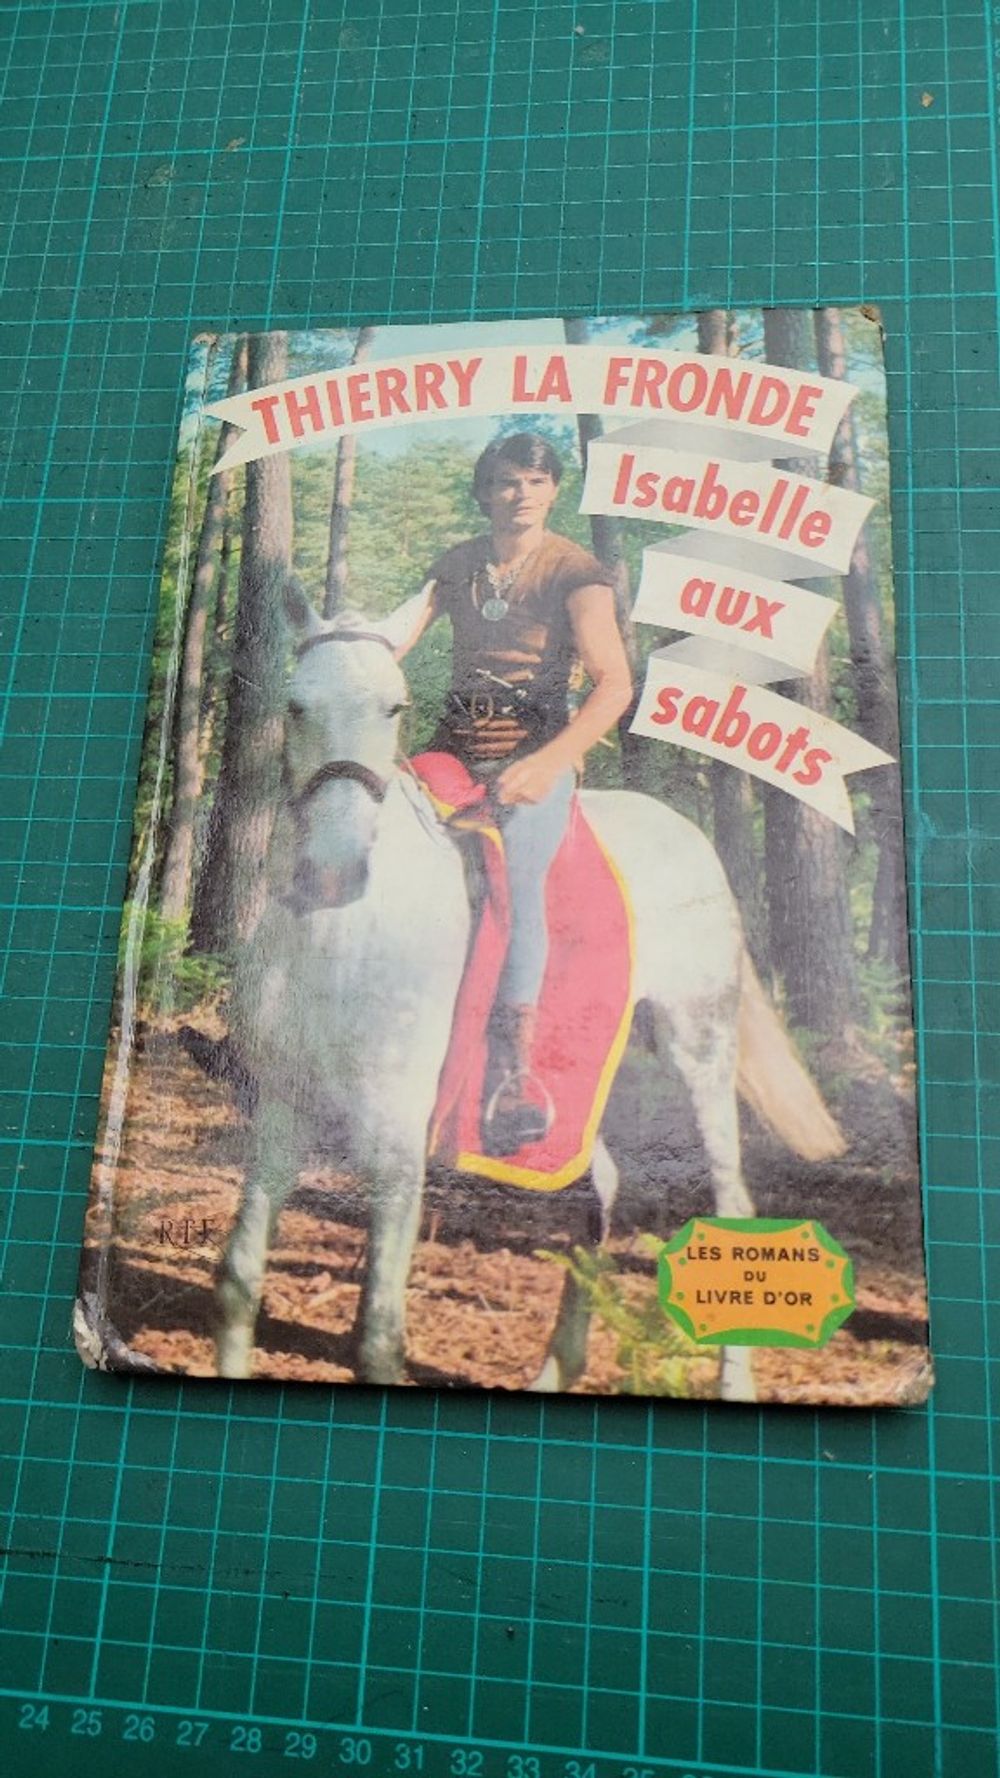 THIERRY LA FRONDE
Isabelle
aux
sabots
RTF
LES ROMANS
DU
LIVRE D'OR
24 25 26 27 28 29 30 31 32 33 34 35